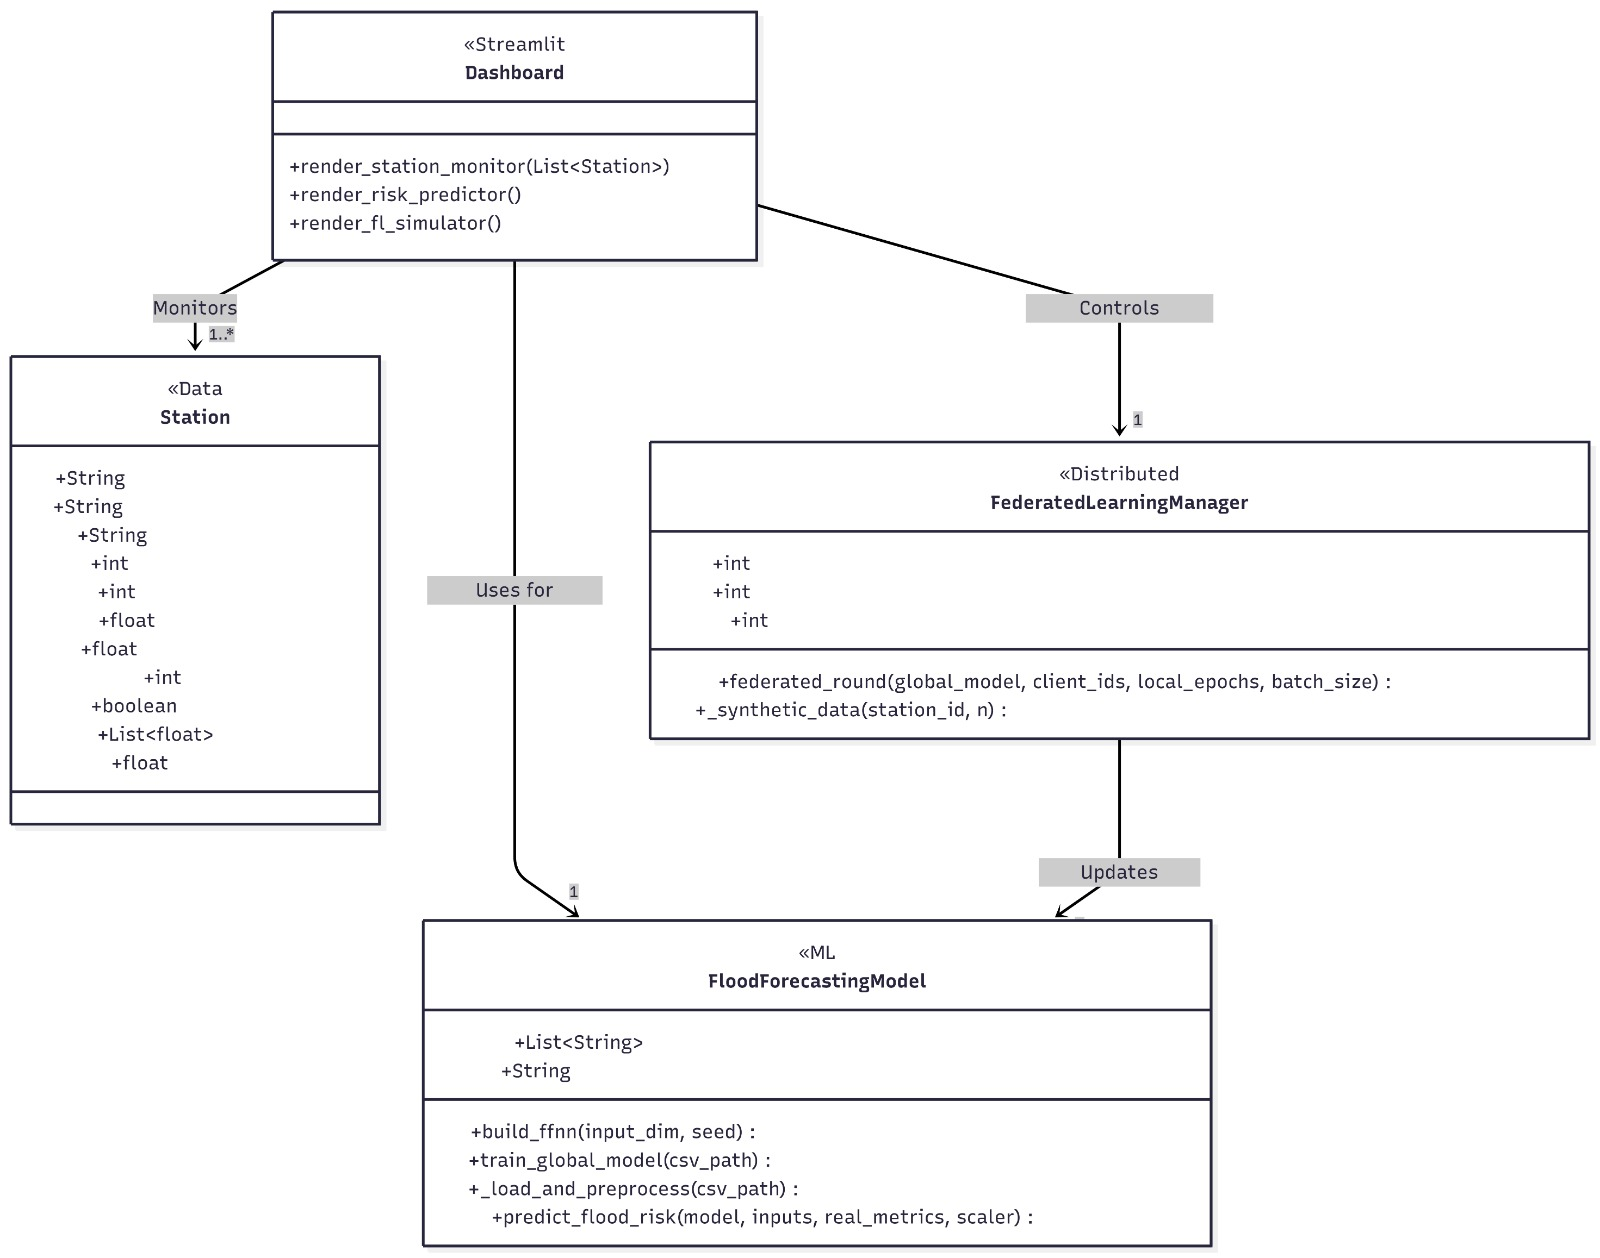 «Streamlit
Dashboard
+render_station_monitor(List<Station>)
+render_risk_predictor()
+render_fl_simulator()
Monitors
1..*
Controls
1
«Data
Station
+String
+String
+String
+int
+int
+float
+float
+int
+boolean
+List<float>
+float
Uses for
1
«Distributed
FederatedLearningManager
+int
+int
+int
+federated_round(global_model, client_ids, local_epochs, batch_size) :
+_synthetic_data(station_id, n) :
Updates
«ML
FloodForecastingModel
+List<String>
+String
+build_ffnn(input_dim, seed) :
+train_global_model(csv_path) :
+_load_and_preprocess(csv_path) :
+predict_flood_risk(model, inputs, real_metrics, scaler) :